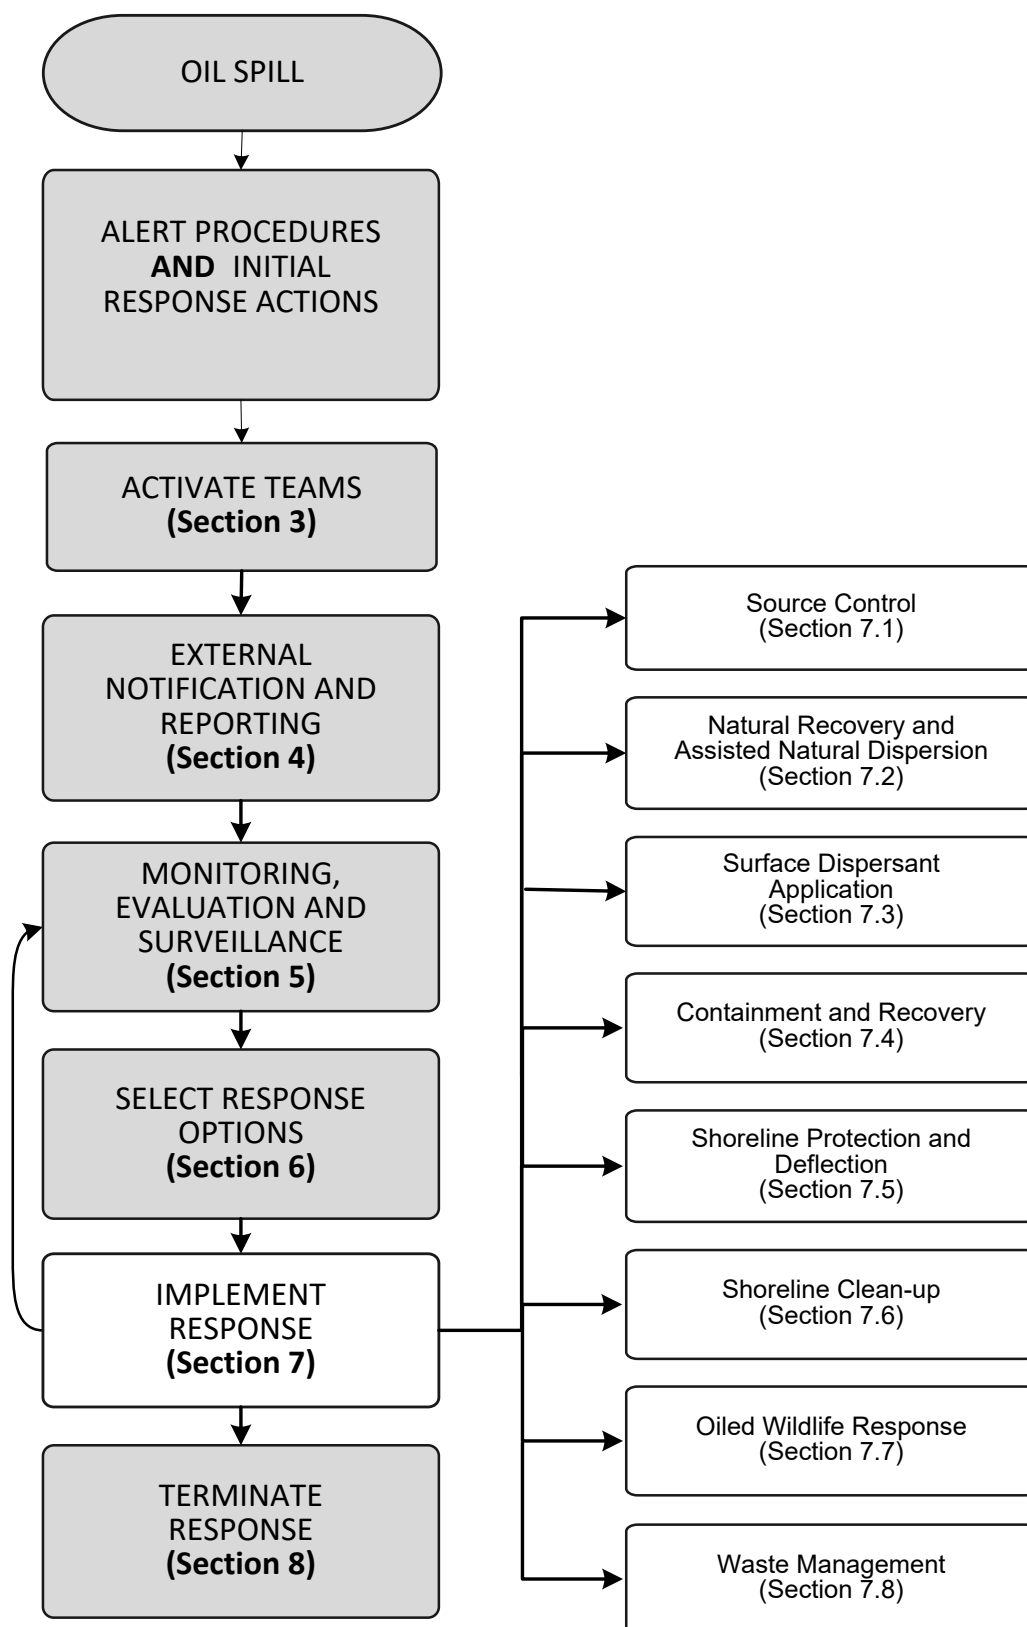 OIL SPILL
ALERT PROCEDURES
AND INITIAL
RESPONSE ACTIONS
ACTIVATE TEAMS
(Section 3)
EXTERNAL
NOTIFICATION AND
REPORTING
(Section 4)
MONITORING,
EVALUATION AND
SURVEILLANCE
(Section 5)
SELECT RESPONSE
OPTIONS
(Section 6)
IMPLEMENT
RESPONSE
(Section 7)
TERMINATE
RESPONSE
(Section 8)
Source Control
(Section 7.1)
Natural Recovery and
Assisted Natural Dispersion
(Section 7.2)
Surface Dispersant
Application
(Section 7.3)
Containment and Recovery
(Section 7.4)
Shoreline Protection and
Deflection
(Section 7.5)
Shoreline Clean-up
(Section 7.6)
Oiled Wildlife Response
(Section 7.7)
Waste Management
(Section 7.8)